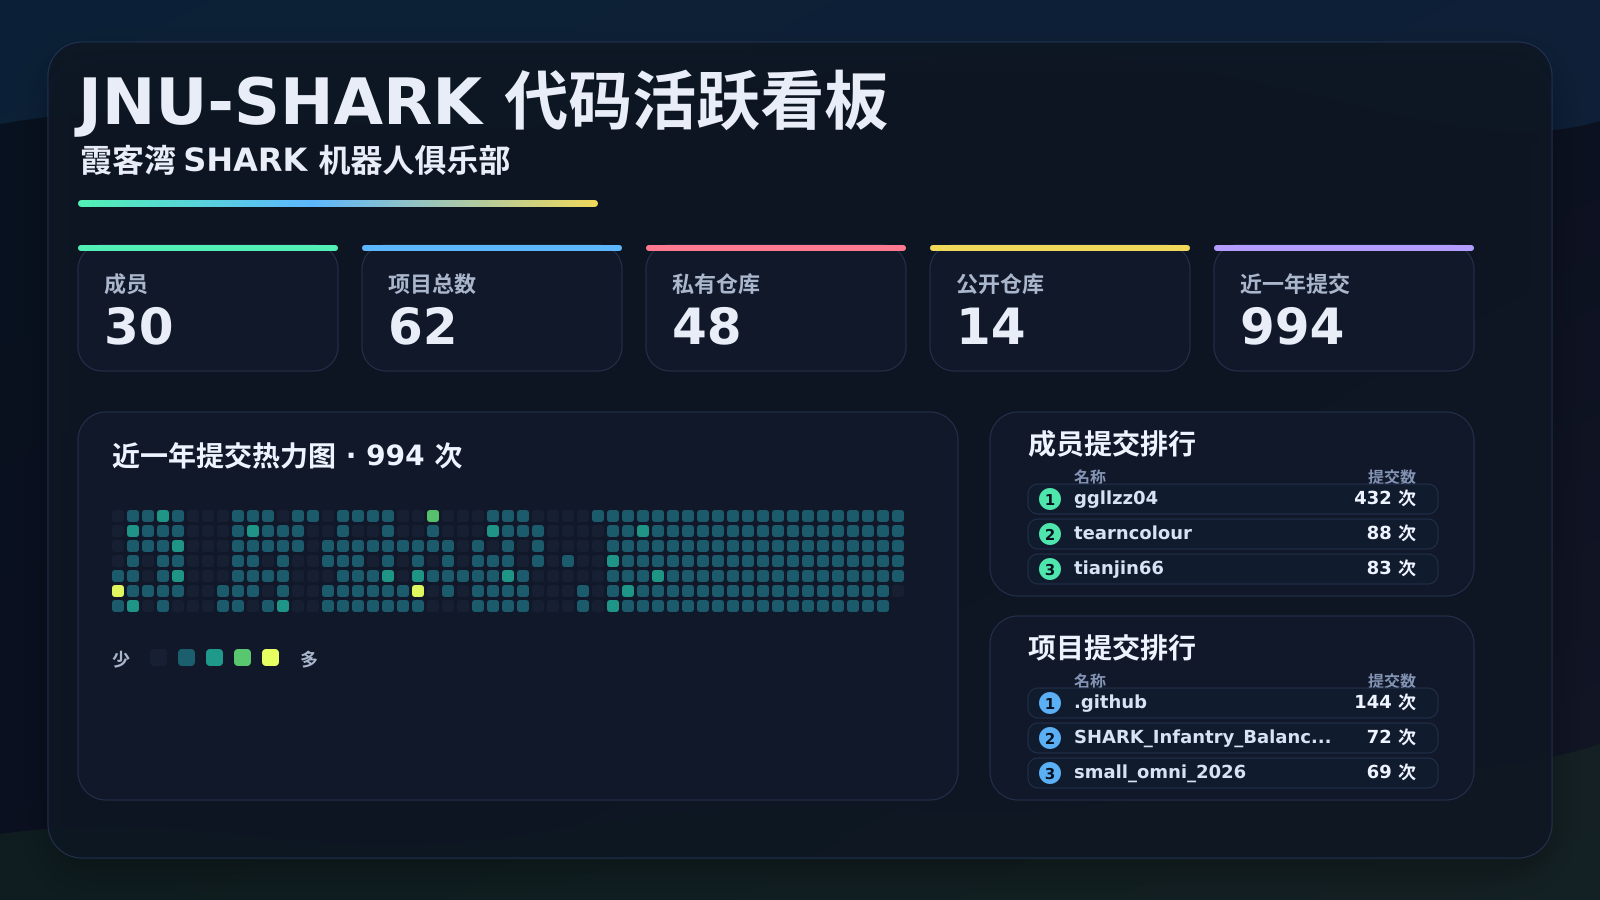 JNU-SHARK 代码活跃看板
霞客湾 SHARK 机器人俱乐部
成员
30
项目总数
62
私有仓库
48
公开仓库
14
近一年提交
994
近一年提交热力图 · 994 次
少 多
成员提交排行
名称 提交数
1 ggllzz04 432 次
2 tearncolour 88 次
3 tianjin66 83 次
项目提交排行
名称 提交数
1 .github 144 次
2 SHARK_Infantry_Balanc... 72 次
3 small_omni_2026 69 次